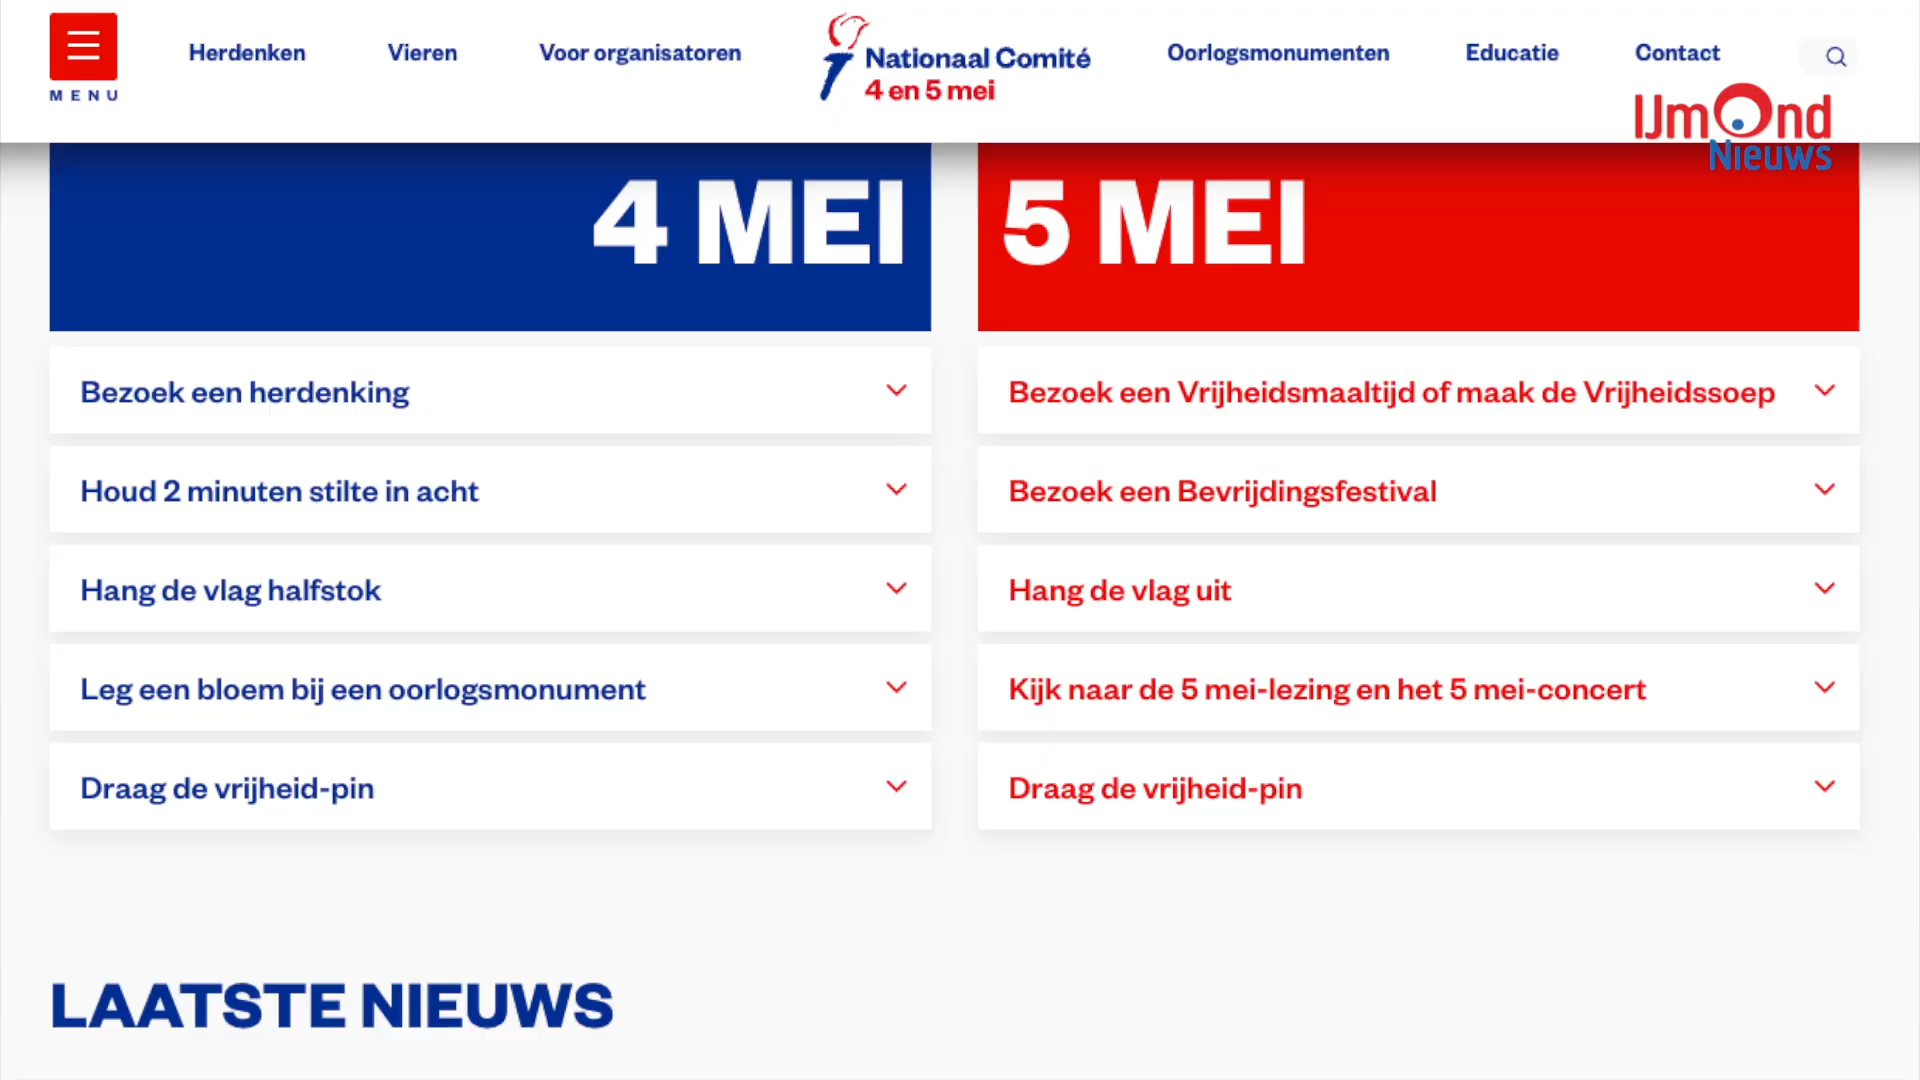 MENU
Herdenken
Vieren
Voor organisatoren
Nationaal Comité
4 en 5 mei
Oorlogsmonumenten
Educatie
Contact
IJmOnd
Nieuws
4 MEI
Bezoek een herdenking
Houd 2 minuten stilte in acht
Hang de vlag halfstok
Leg een bloem bij een oorlogsmonument
Draag de vrijheid-pin
5 MEI
Bezoek een Vrijheidsmaaltijd of maak de Vrijheidssoep
Bezoek een Bevrijdingsfestival
Hang de vlag uit
Kijk naar de 5 mei-lezing en het 5 mei-concert
Draag de vrijheid-pin
LAATSTE NIEUWS